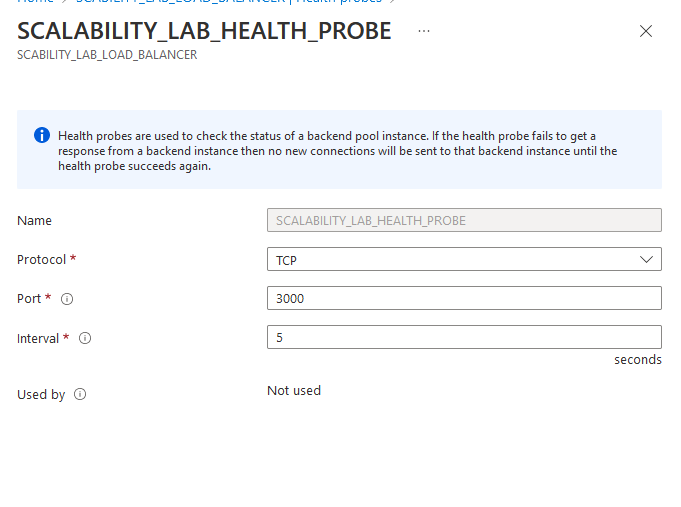 Home > SCABILITY_LAB_LOAD_BALANCER | Health probes >
SCALABILITY_LAB_HEALTH_PROBE ...
SCABILITY_LAB_LOAD_BALANCER
Health probes are used to check the status of a backend pool instance. If the health probe fails to get a
response from a backend instance then no new connections will be sent to that backend instance until the
health probe succeeds again.
Name
SCALABILITY_LAB_HEALTH_PROBE
Protocol *
TCP
Port *
3000
Interval *
5
seconds
Used by
Not used